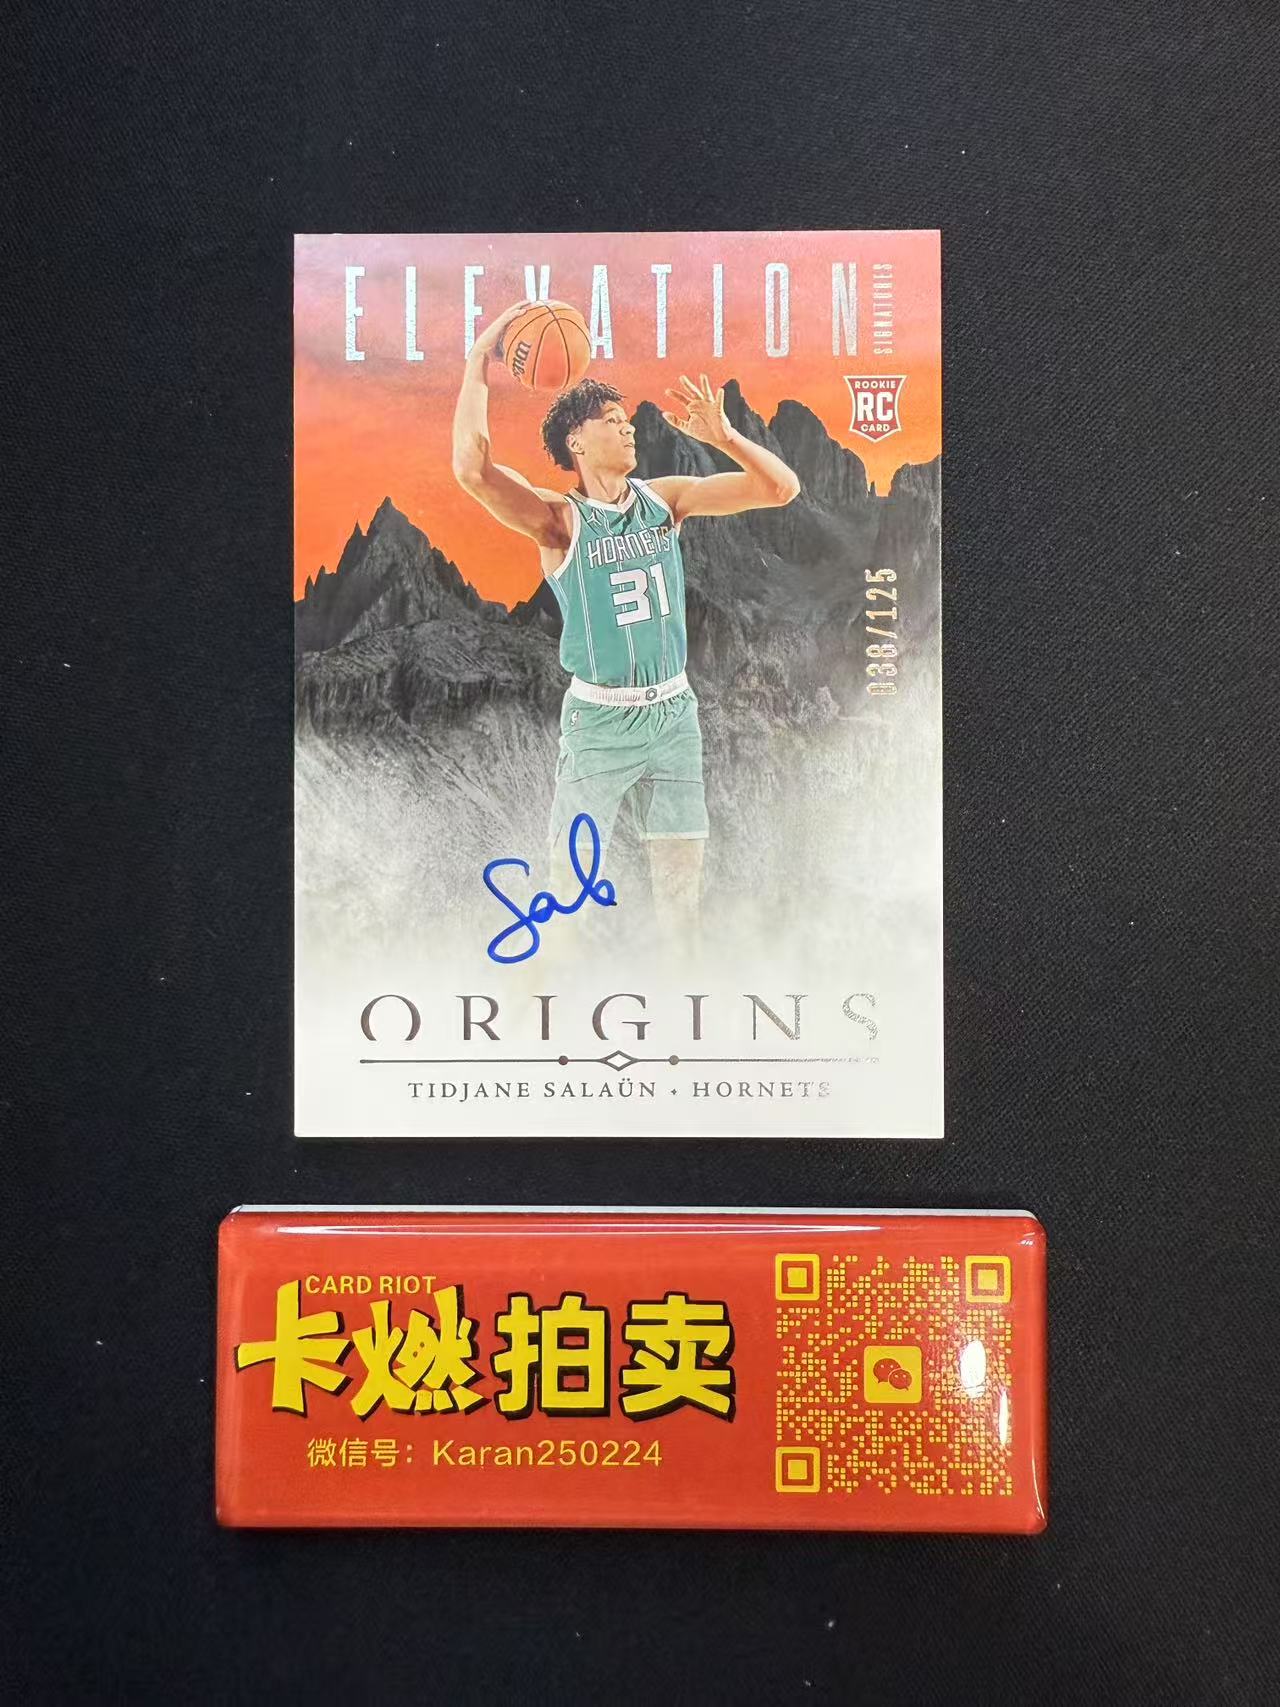 ELEVATION
SIGNATURES
ROOKIE
RC
CARD
HORNETS
31
038/125
ORIGINS
TIDJANE SALAÜN • HORNETS
CARD RIOT
卡燃拍卖
微信号：Karan250224